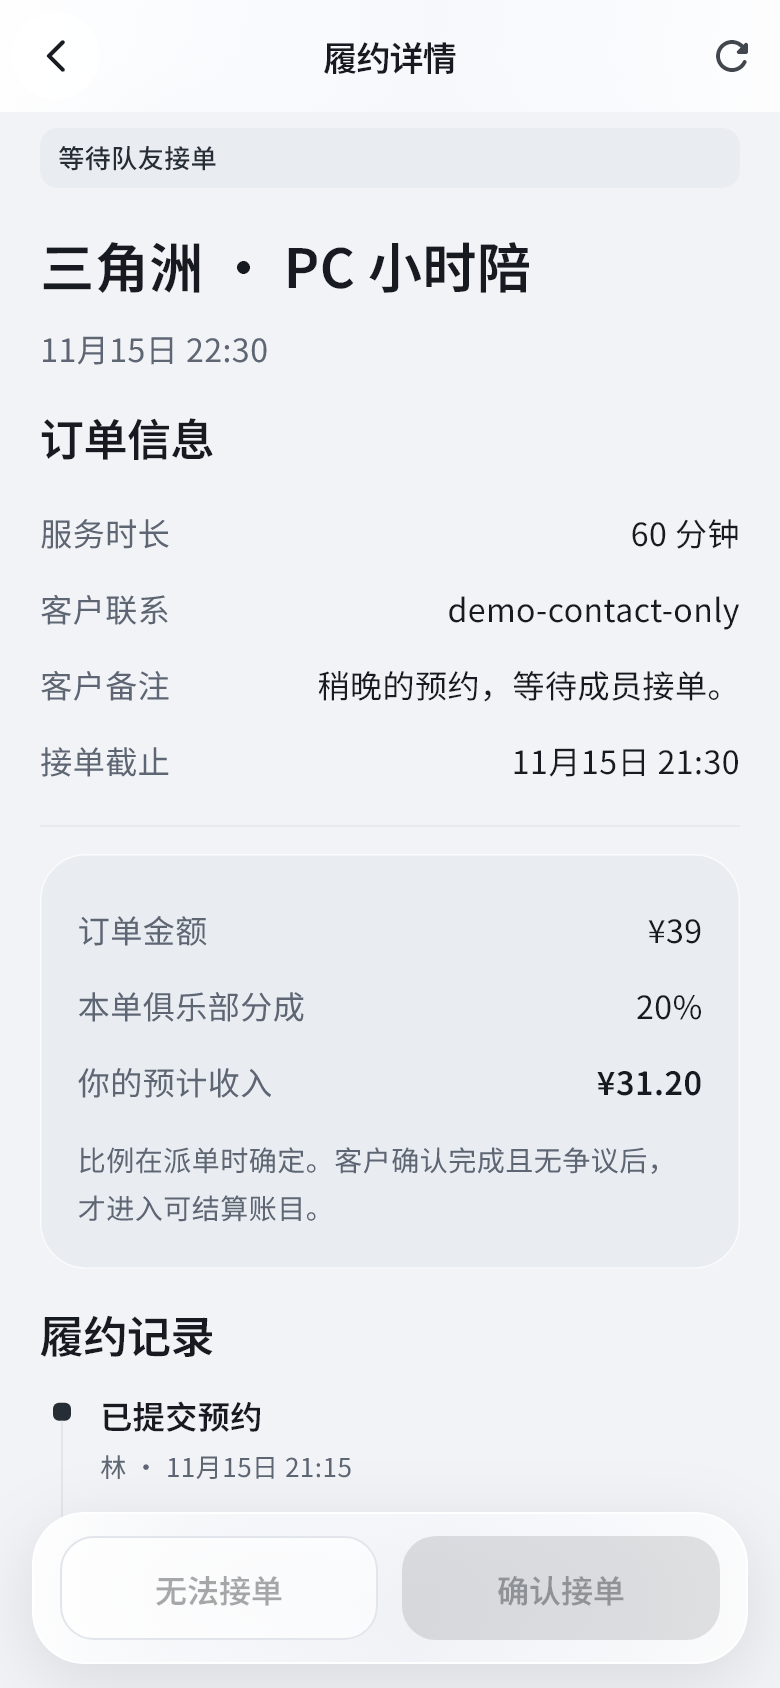 履约详情
等待队友接单
三角洲 · PC 小时陪
11月15日 22:30
订单信息
服务时长 60 分钟
客户联系 demo-contact-only
客户备注 稍晚的预约，等待成员接单。
接单截止 11月15日 21:30
订单金额 ¥39
本单俱乐部分成 20%
你的预计收入 ¥31.20
比例在派单时确定。客户确认完成且无争议后，
才进入可结算账目。
履约记录
已提交预约
林 · 11月15日 21:15
无法接单 确认接单